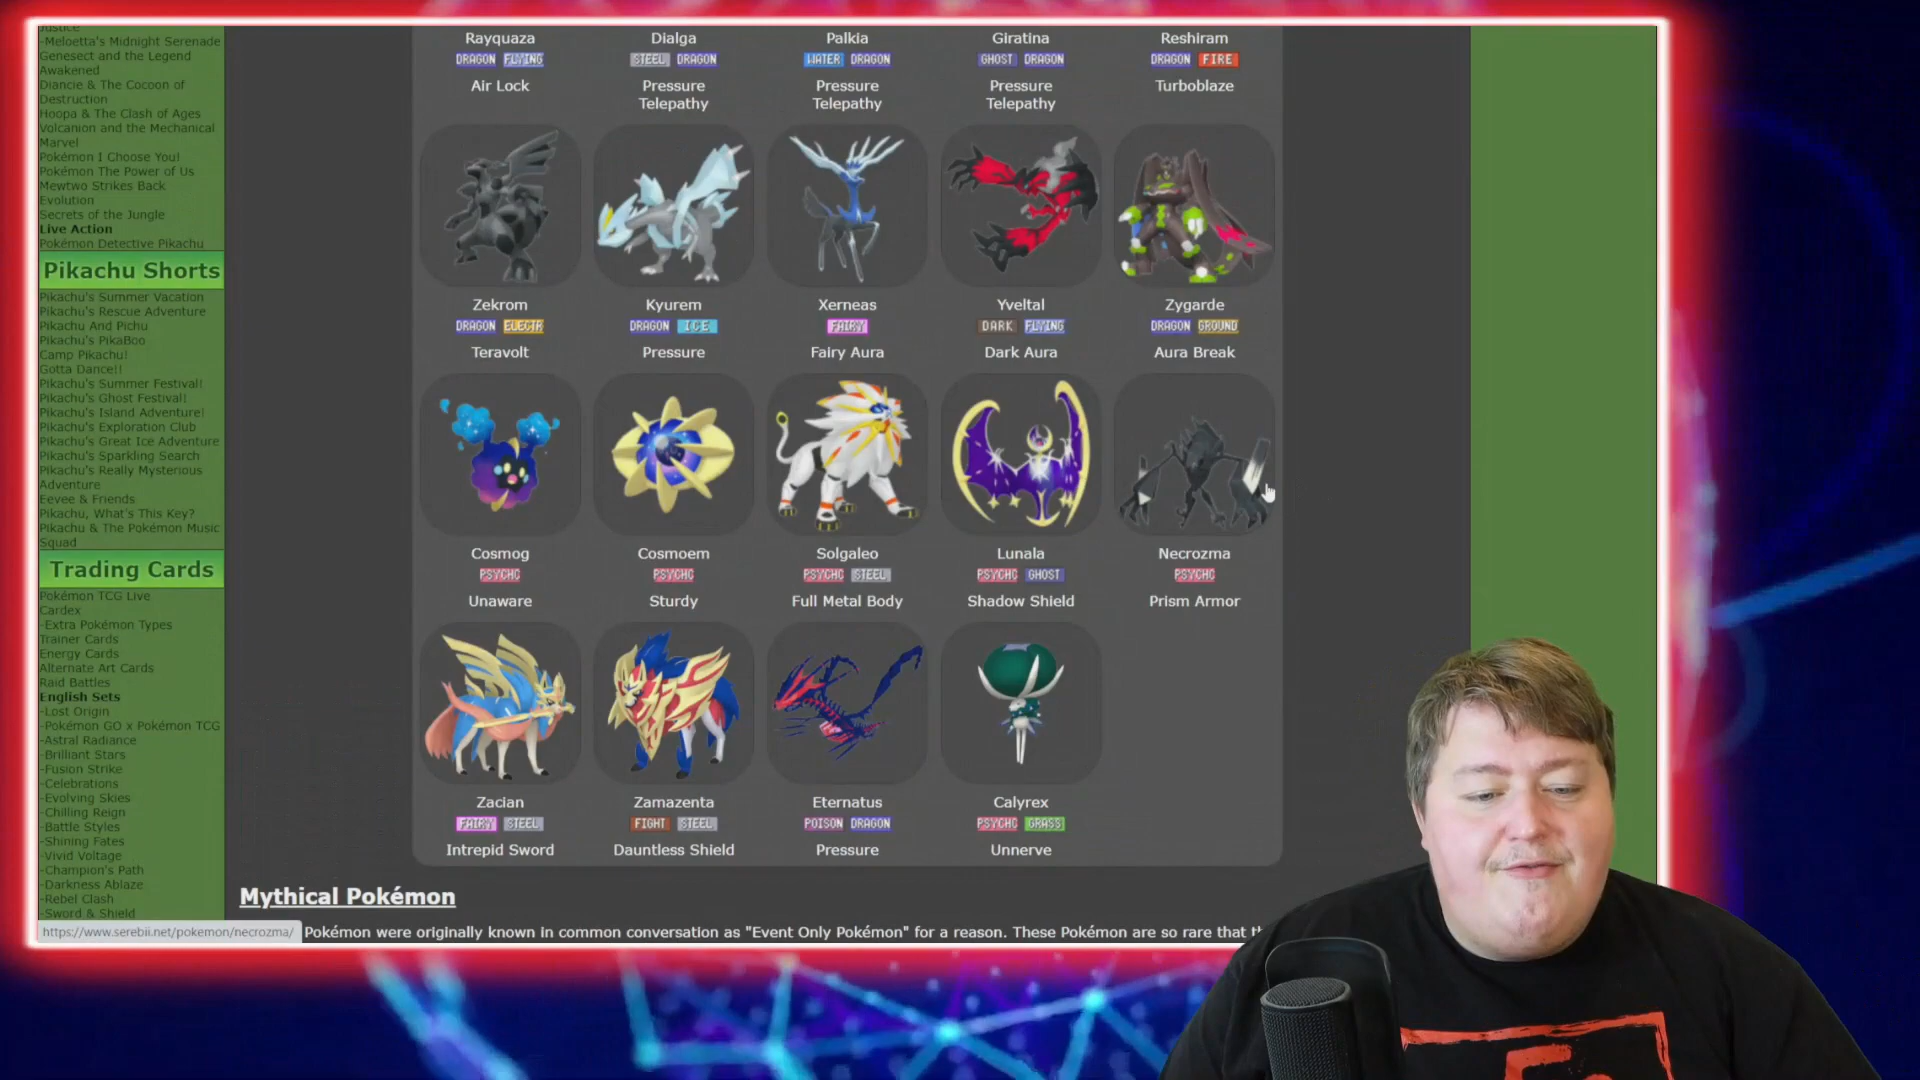 Justice
-Meloetta's Midnight Serenade
Genesect and the Legend
Awakened
Diancie & The Cocoon of
Destruction
Hoopa & The Clash of Ages
Volcanion and the Mechanical
Marvel
Pokémon I Choose You!
Pokémon The Power of Us
Mewtwo Strikes Back
Evolution
Secrets of the Jungle
Live Action
Pokémon Detective Pikachu
Pikachu Shorts
Pikachu's Summer Vacation
Pikachu's Rescue Adventure
Pikachu And Pichu
Pikachu's PikaBoo
Camp Pikachu!
Gotta Dance!!
Pikachu's Summer Festival!
Pikachu's Ghost Festival!
Pikachu's Island Adventure!
Pikachu's Exploration Club
Pikachu's Great Ice Adventure
Pikachu's Sparkling Search
Pikachu's Really Mysterious
Adventure
Eevee & Friends
Pikachu, What's This Key?
Pikachu & The Pokémon Music
Squad
Trading Cards
Pokémon TCG Live
Cardex
-Extra Pokémon Types
Trainer Cards
Energy Cards
Alternate Art Cards
Raid Battles
English Sets
-Lost Origin
-Pokémon GO x Pokémon TCG
-Astral Radiance
-Brilliant Stars
-Fusion Strike
-Celebrations
-Evolving Skies
-Chilling Reign
-Battle Styles
-Shining Fates
-Vivid Voltage
-Champion's Path
-Darkness Ablaze
-Rebel Clash
-Sword & Shield
https://www.serebii.net/pokemon/necrozma/
Rayquaza Dialga Palkia Giratina Reshiram
DRAGON FLYING STEEL DRAGON WATER DRAGON GHOST DRAGON DRAGON FIRE
Air Lock Pressure Pressure Pressure Turboblaze
Telepathy Telepathy Telepathy
Zekrom Kyurem Xerneas Yveltal Zygarde
DRAGON ELECTR DRAGON ICE FAIRY DARK FLYING DRAGON GROUND
Teravolt Pressure Fairy Aura Dark Aura Aura Break
Cosmog Cosmoem Solgaleo Lunala Necrozma
PSYCHC PSYCHC PSYCHC STEEL PSYCHC GHOST PSYCHC
Unaware Sturdy Full Metal Body Shadow Shield Prism Armor
Zacian Zamazenta Eternatus Calyrex
FAIRY STEEL FIGHT STEEL POISON DRAGON PSYCHC GRASS
Intrepid Sword Dauntless Shield Pressure Unnerve
Mythical Pokémon
Pokémon were originally known in common conversation as "Event Only Pokémon" for a reason. These Pokémon are so rare that